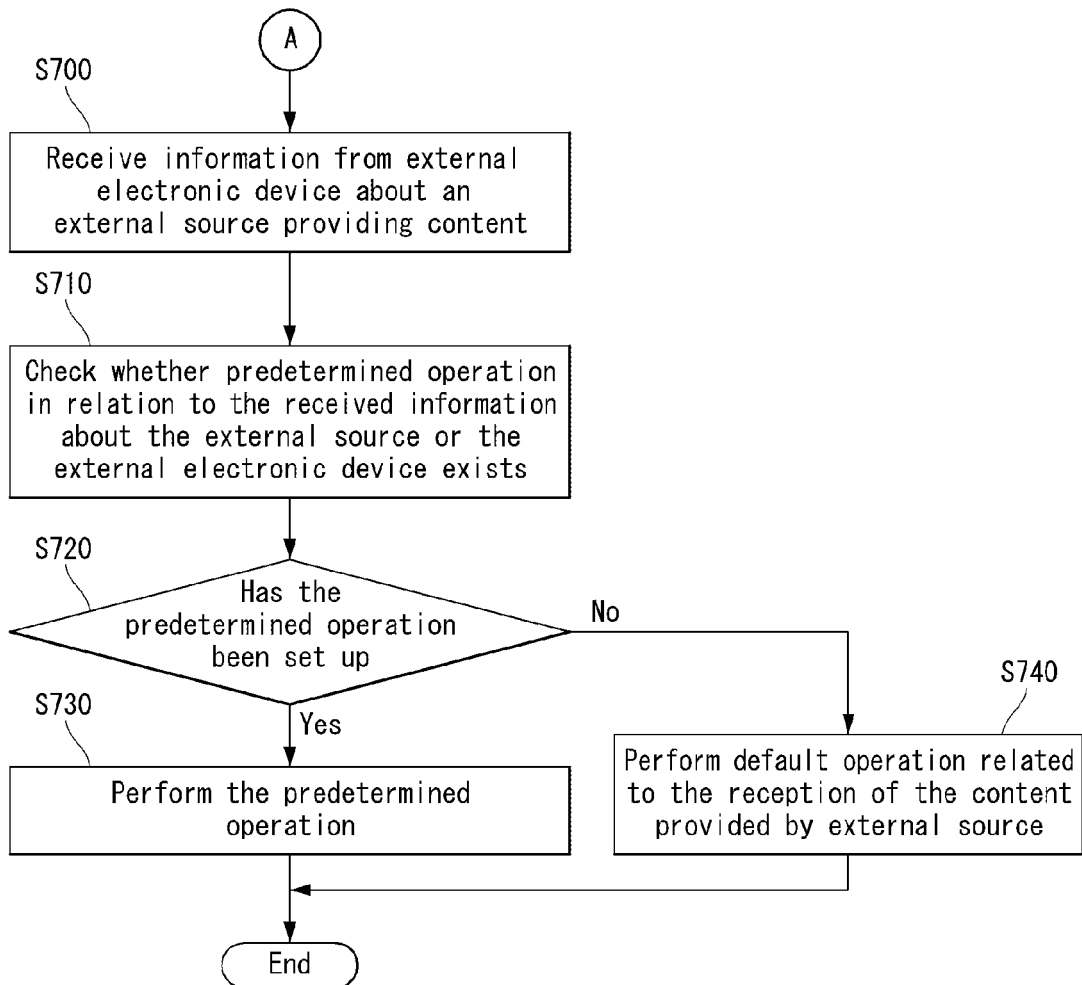 A
S700
Receive information from external
electronic device about an
external source providing content
S710
Check whether predetermined operation
in relation to the received information
about the external source or the
external electronic device exists
S720
Has the
predetermined operation
been set up
No
Yes
S730
Perform the predetermined
operation
S740
Perform default operation related
to the reception of the content
provided by external source
End